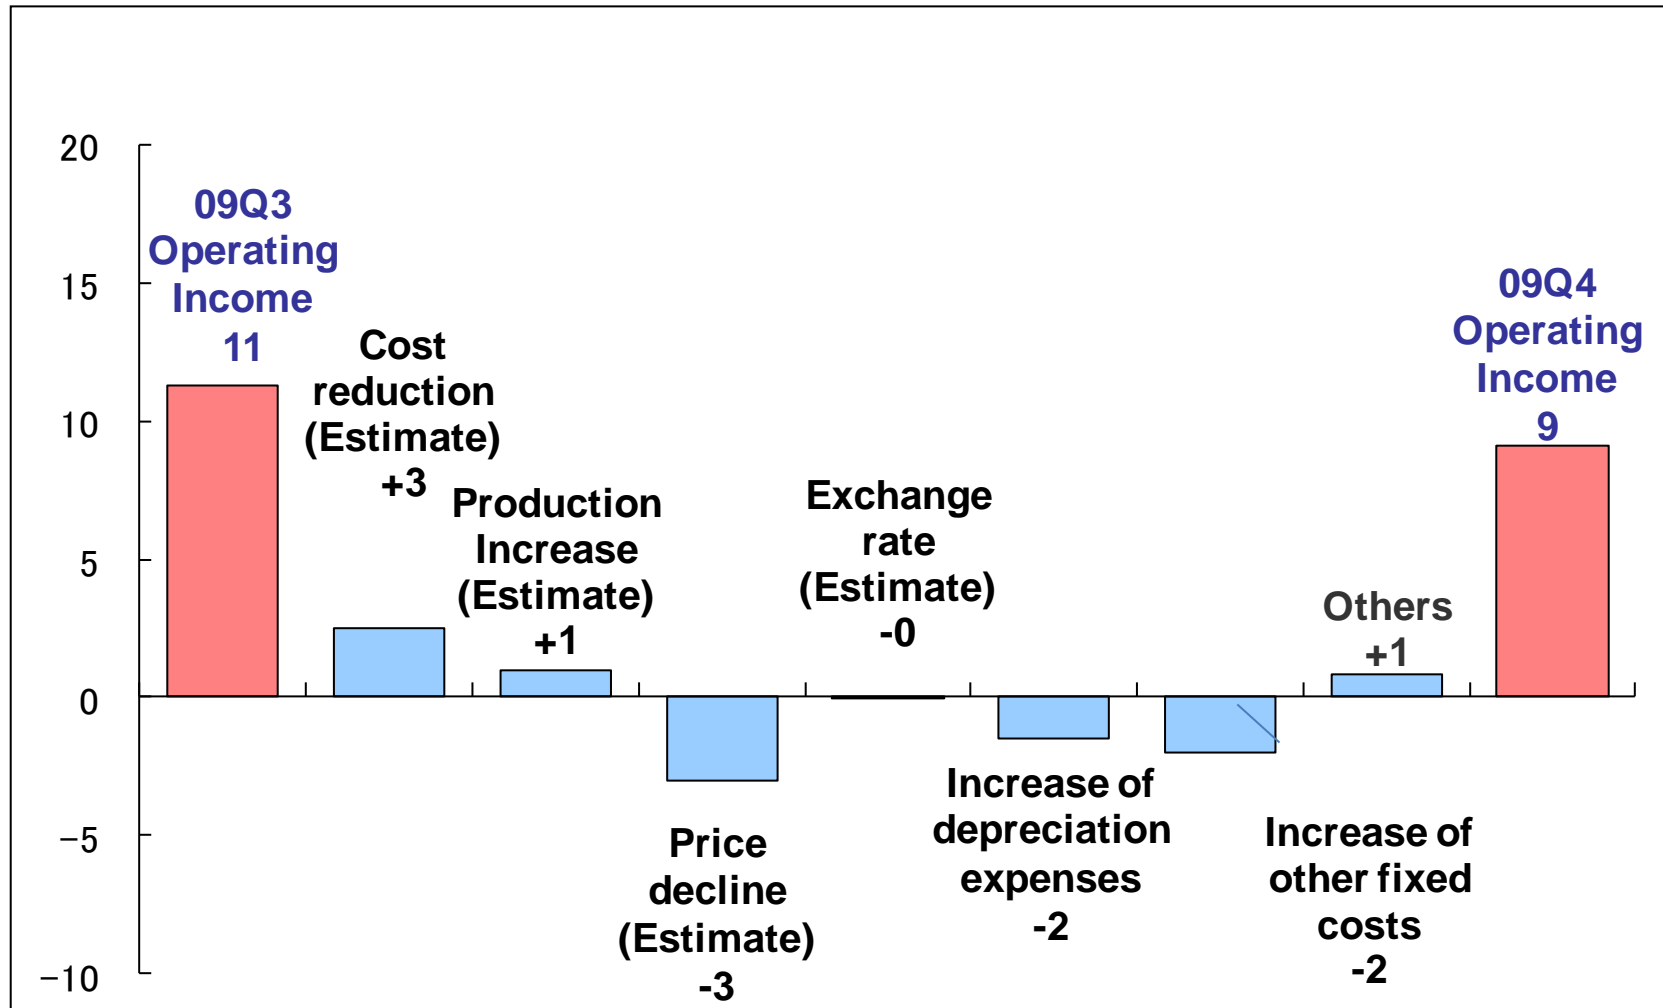 20
15
10
5
0
-5
-10
09Q3
Operating
Income
11
Cost
reduction
(Estimate)
+3
Production
Increase
(Estimate)
+1
Price
decline
(Estimate)
-3
Exchange
rate
(Estimate)
-0
Increase of
depreciation
expenses
-2
Increase of
other fixed
costs
-2
Others
+1
09Q4
Operating
Income
9